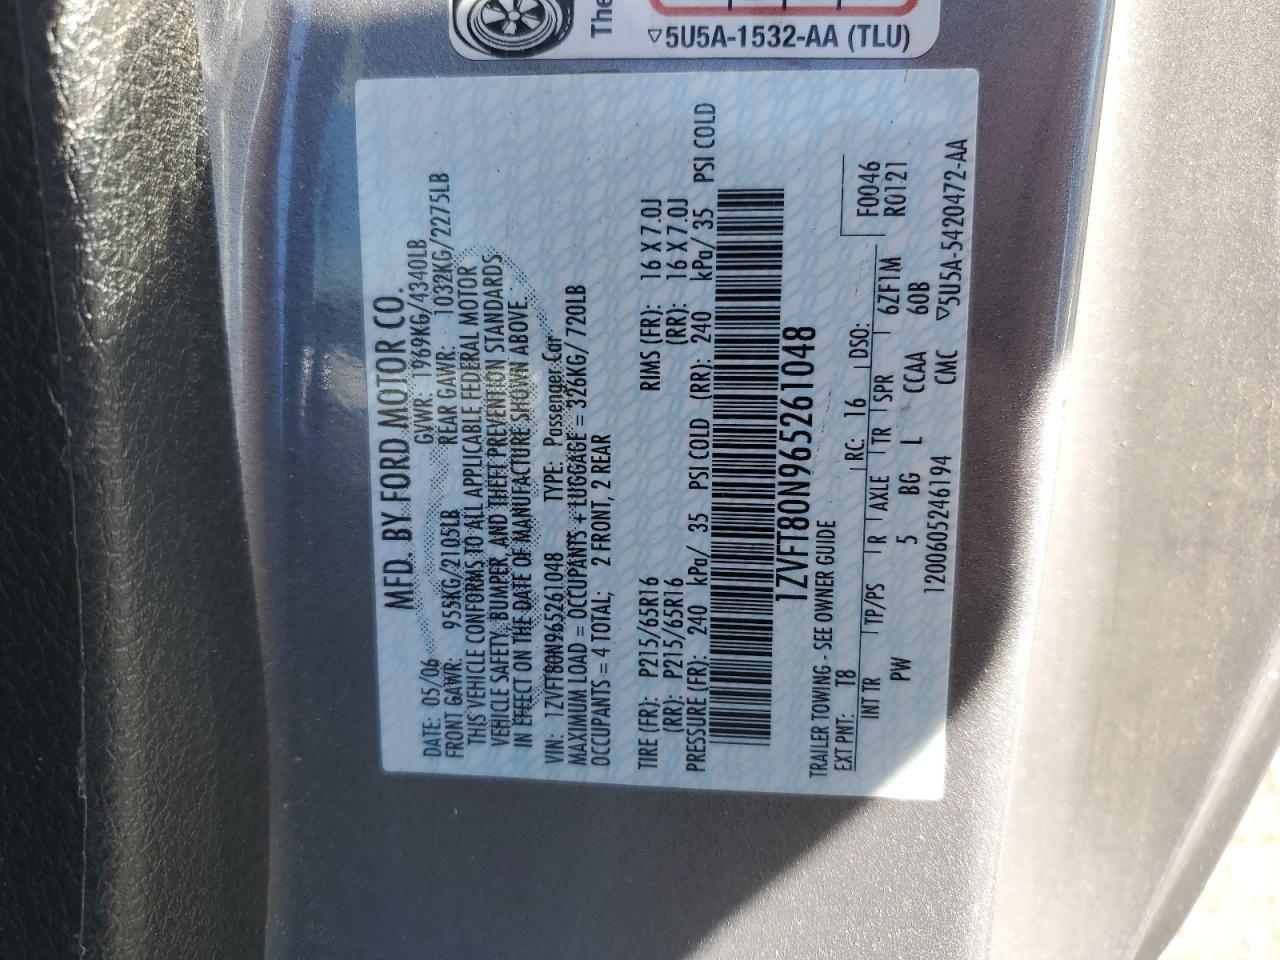 The
▽5U5A-1532-AA (TLU)
MFD. BY FORD MOTOR CO.
DATE: 05/06 GVWR: 1969KG/4340LB
FRONT GAWR: 955KG/2105LB REAR GAWR: 1032KG/2275LB
THIS VEHICLE CONFORMS TO ALL APPLICABLE FEDERAL MOTOR
VEHICLE SAFETY, BUMPER, AND THEFT PREVENTION STANDARDS
IN EFFECT ON THE DATE OF MANUFACTURE SHOWN ABOVE.
VIN: 1ZVFT80N965261048 TYPE: Passenger Car
MAXIMUM LOAD = OCCUPANTS + LUGGAGE = 326KG/720LB
OCCUPANTS = 4 TOTAL; 2 FRONT, 2 REAR
TIRE (FR): P215/65R16 RIMS (FR): 16 X 7.0J
(RR): P215/65R16 (RR): 16 X 7.0J
PRESSURE (FR): 240 kPa/ 35 PSI COLD (RR): 240 kPa/ 35 PSI COLD
1ZVFT80N965261048
TRAILER TOWING - SEE OWNER GUIDE
EXT PNT: T8 RC: 16 DSO: F0046
INT TR TP/PS R AXLE TR SPR 6ZF1M R0121
PW 5 BG L CCAA 60B
1200605246194 CMC ▽5U5A-5420472-AA